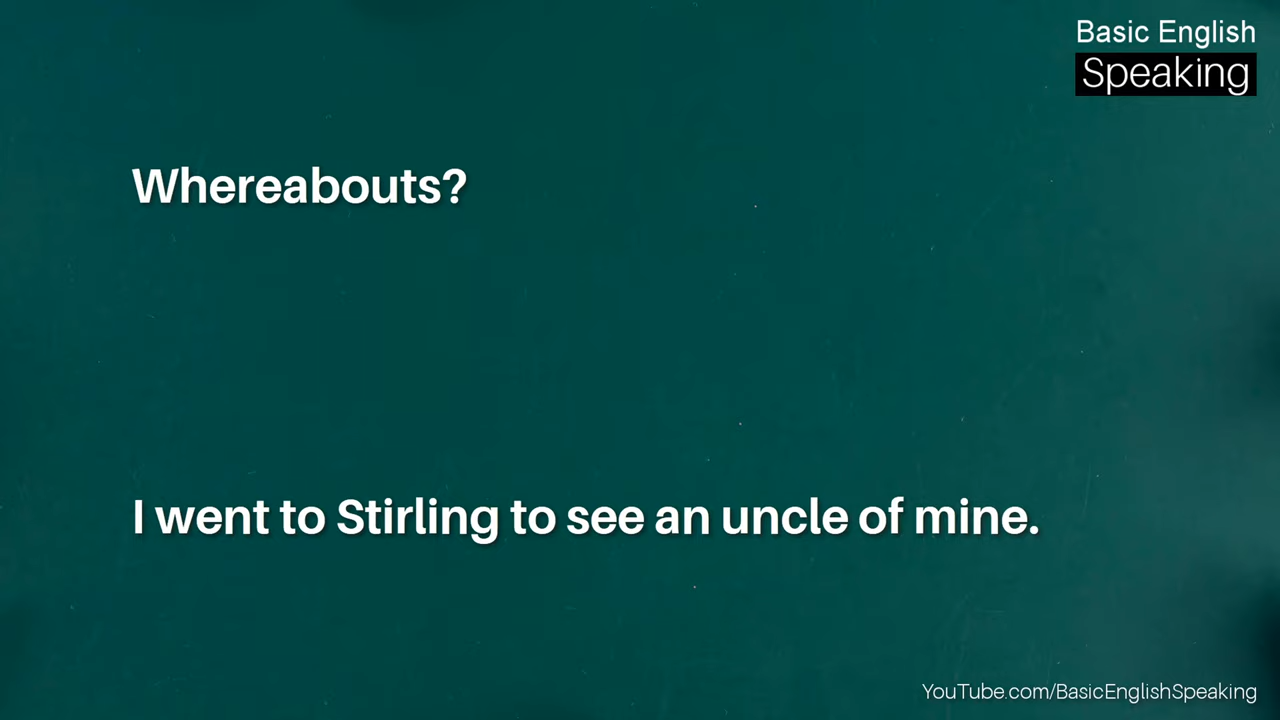 Basic English
Speaking
Whereabouts?
I went to Stirling to see an uncle of mine.
YouTube.com/BasicEnglishSpeaking